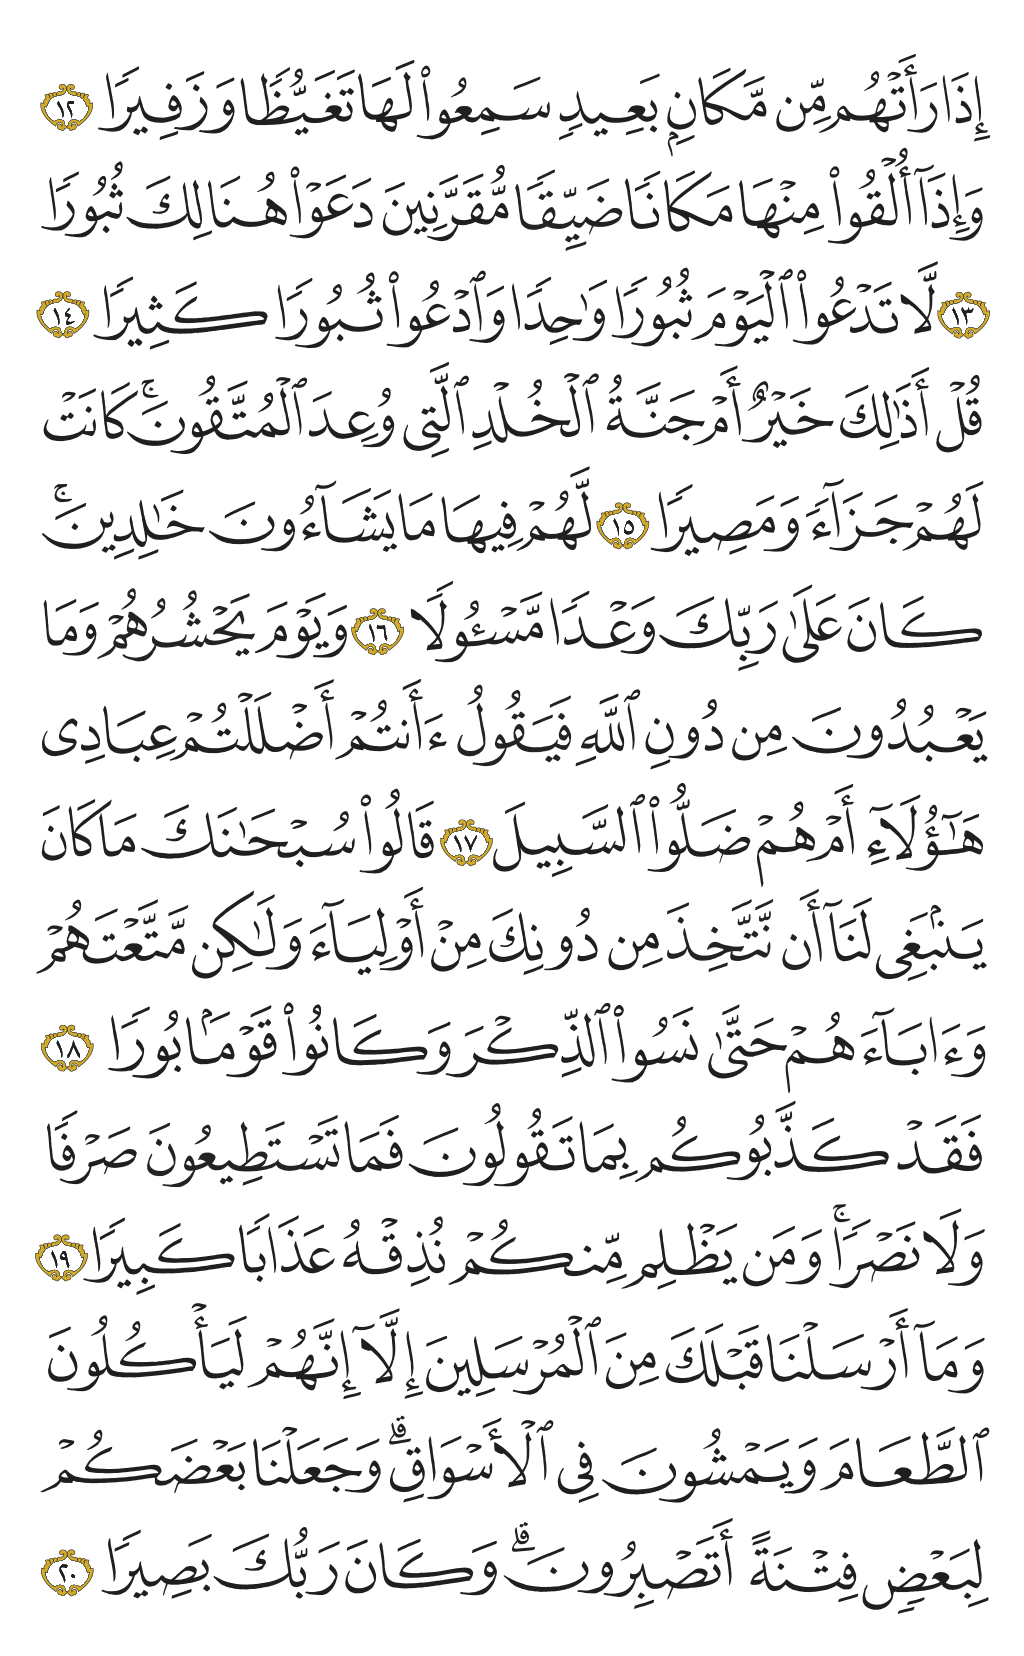 إِذَا رَأَتْهُم مِّن مَّكَانٍۭ بَعِيدٍ سَمِعُوا۟ لَهَا تَغَيُّظًا وَزَفِيرًا ١٢
وَإِذَآ أُلْقُوا۟ مِنْهَا مَكَانًا ضَيِّقًا مُّقَرَّنِينَ دَعَوْا۟ هُنَالِكَ ثُبُورًا
١٣ لَّا تَدْعُوا۟ ٱلْيَوْمَ ثُبُورًا وَٰحِدًا وَٱدْعُوا۟ ثُبُورًا كَثِيرًا ١٤
قُلْ أَذَٰلِكَ خَيْرٌ أَمْ جَنَّةُ ٱلْخُلْدِ ٱلَّتِى وُعِدَ ٱلْمُتَّقُونَ ۚ كَانَتْ
لَهُمْ جَزَآءً وَمَصِيرًا ١٥ لَّهُمْ فِيهَا مَا يَشَآءُونَ خَٰلِدِينَ ۚ
كَانَ عَلَىٰ رَبِّكَ وَعْدًا مَّسْـُٔولًا ١٦ وَيَوْمَ يَحْشُرُهُمْ وَمَا
يَعْبُدُونَ مِن دُونِ ٱللَّهِ فَيَقُولُ ءَأَنتُمْ أَضْلَلْتُمْ عِبَادِى
هَٰٓؤُلَآءِ أَمْ هُمْ ضَلُّوا۟ ٱلسَّبِيلَ ١٧ قَالُوا۟ سُبْحَٰنَكَ مَا كَانَ
يَنۢبَغِى لَنَآ أَن نَّتَّخِذَ مِن دُونِكَ مِنْ أَوْلِيَآءَ وَلَٰكِن مَّتَّعْتَهُمْ
وَءَابَآءَهُمْ حَتَّىٰ نَسُوا۟ ٱلذِّكْرَ وَكَانُوا۟ قَوْمًۢا بُورًا ١٨
فَقَدْ كَذَّبُوكُم بِمَا تَقُولُونَ فَمَا تَسْتَطِيعُونَ صَرْفًا
وَلَا نَصْرًا ۚ وَمَن يَظْلِم مِّنكُمْ نُذِقْهُ عَذَابًا كَبِيرًا ١٩
وَمَآ أَرْسَلْنَا قَبْلَكَ مِنَ ٱلْمُرْسَلِينَ إِلَّآ إِنَّهُمْ لَيَأْكُلُونَ
ٱلطَّعَامَ وَيَمْشُونَ فِى ٱلْأَسْوَاقِ ۗ وَجَعَلْنَا بَعْضَكُمْ
لِبَعْضٍ فِتْنَةً أَتَصْبِرُونَ ۗ وَكَانَ رَبُّكَ بَصِيرًا ٢٠